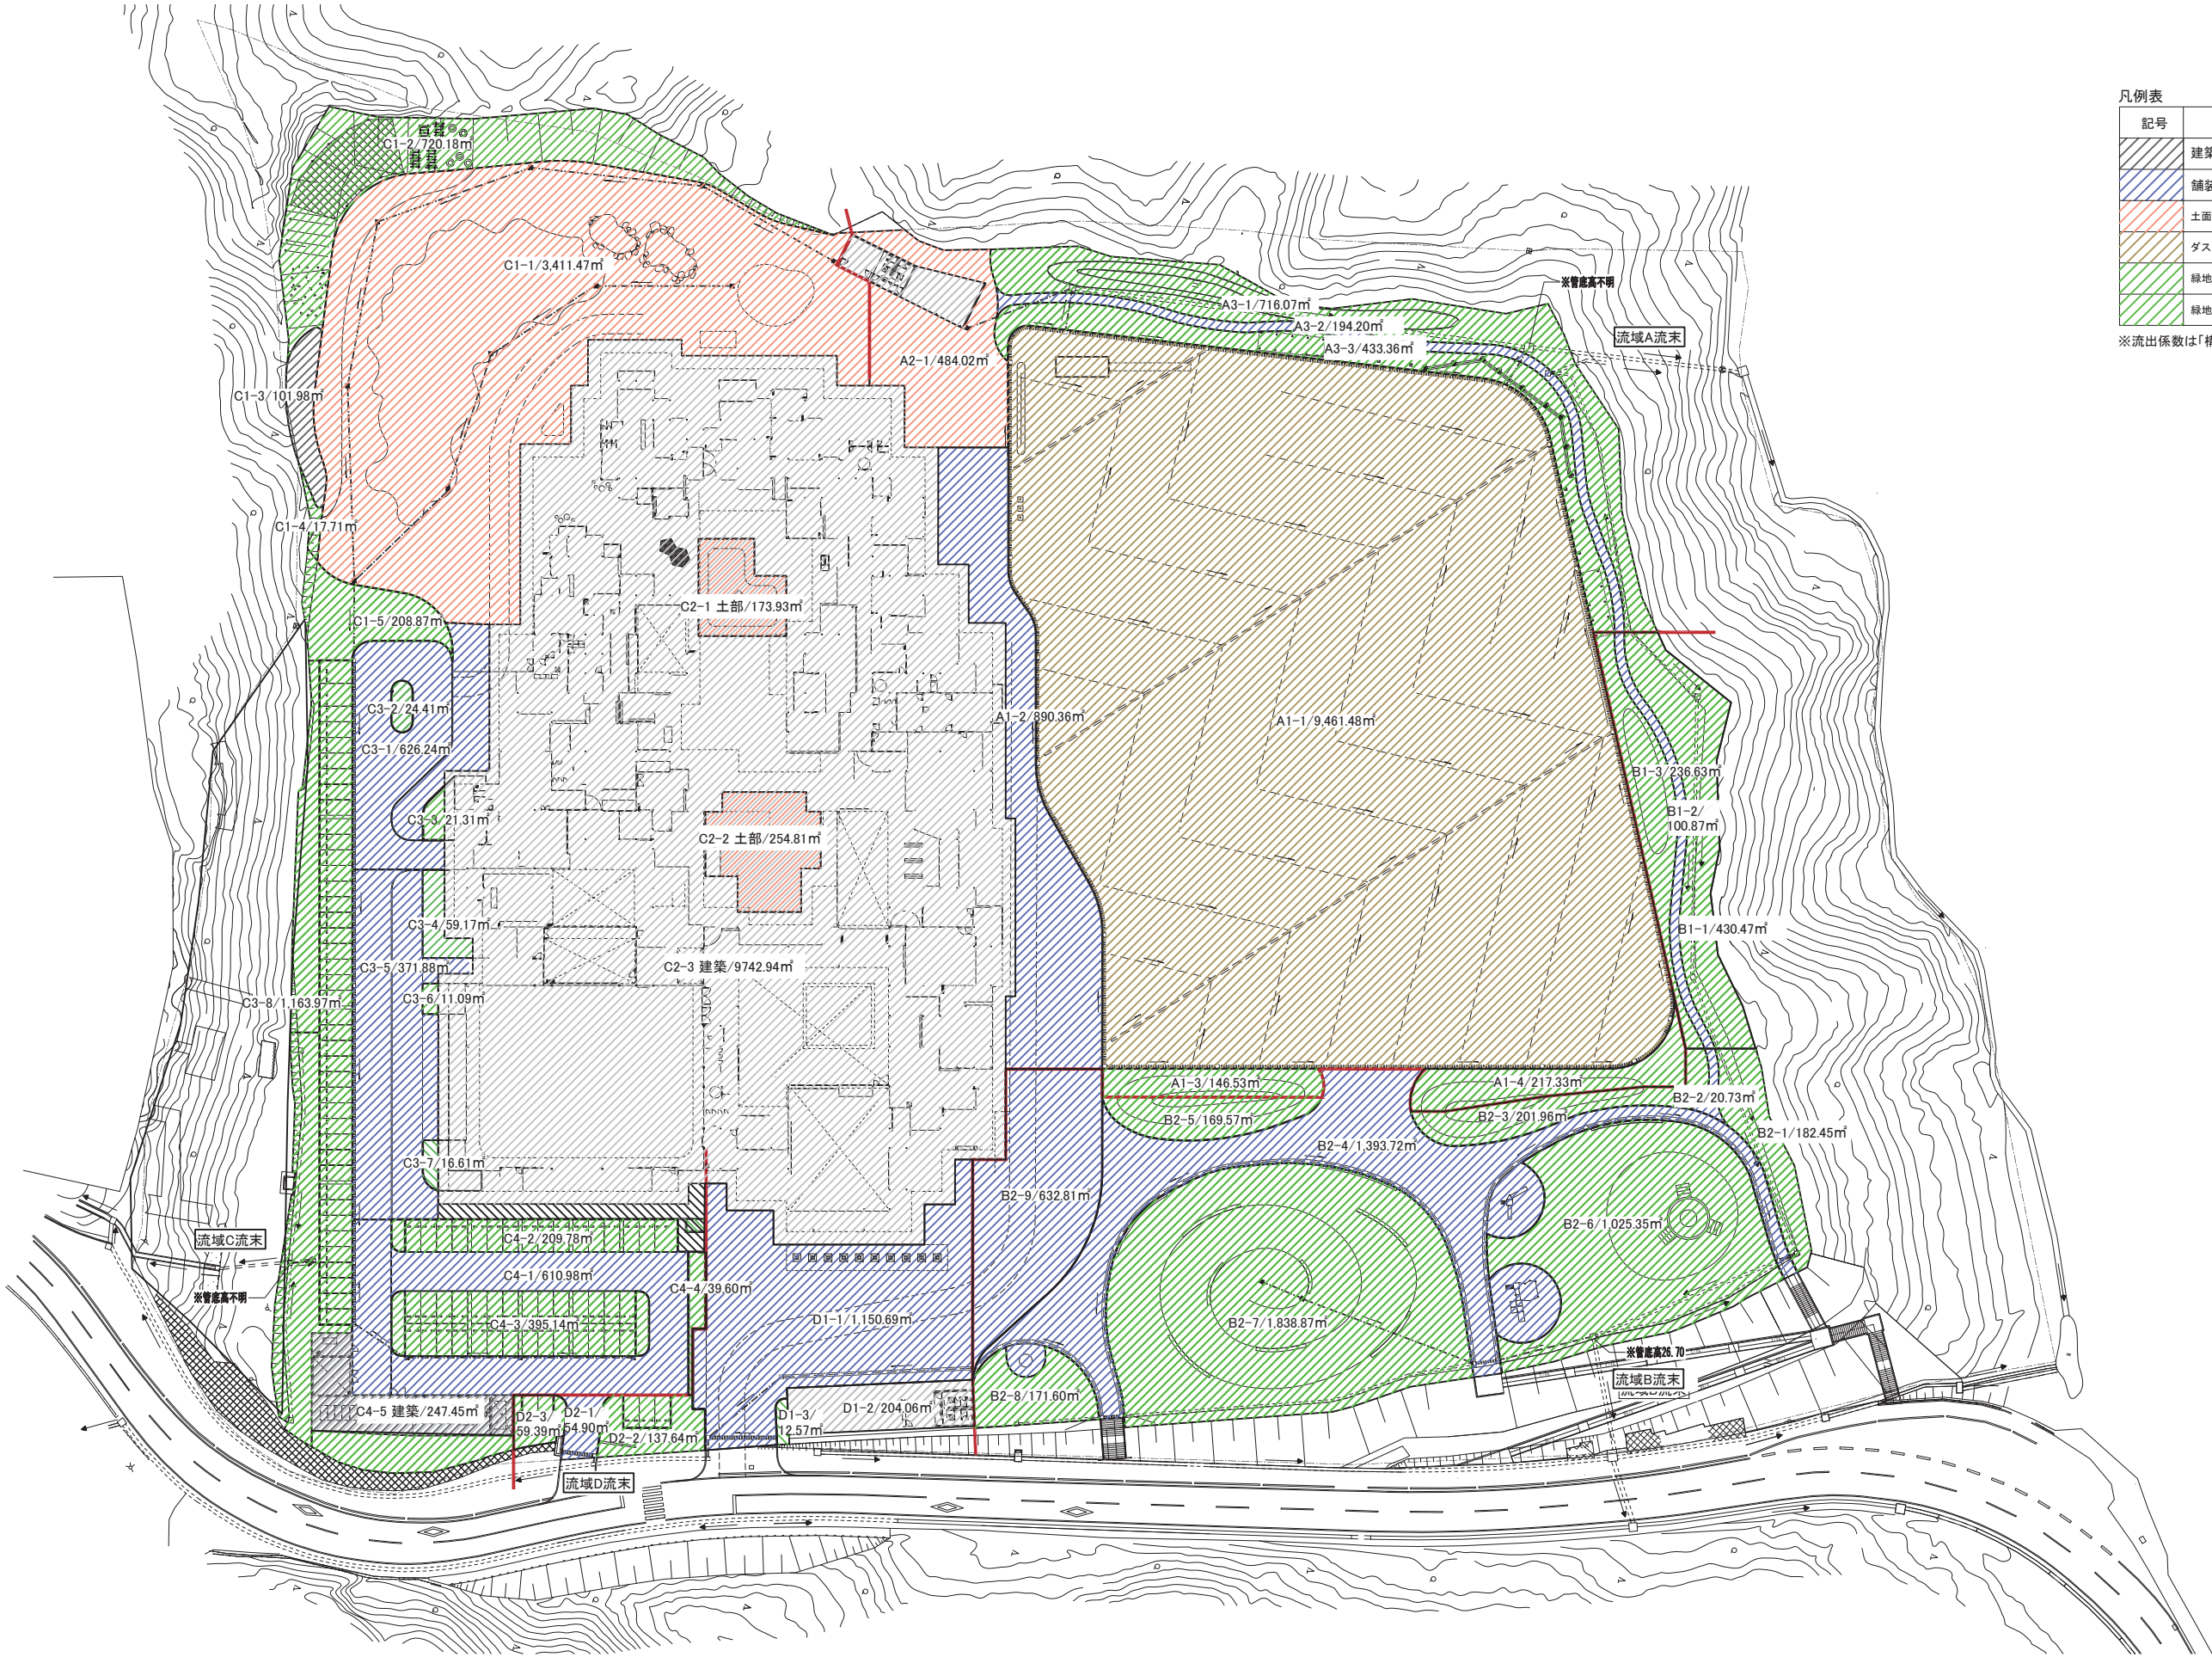 凡例表
記号
建築
舗装
土面
ダス
緑地
緑地
※流出係数は「
C1-2/720.18㎡
C1-1/3,411.47㎡
※管底高不明
A3-1/716.07㎡
A3-2/194.20㎡
流域A流末
A3-3/433.36㎡
A2-1/484.02㎡
C1-3/101.98㎡
C1-4/17.71㎡
C2-1 土部/173.93㎡
C1-5/208.87㎡
C3-2/24.41㎡
A1-2/890.36㎡
A1-1/9,461.48㎡
C3-1/626.24㎡
B1-3/236.63㎡
B1-2/
100.87㎡
C3-3/21.31㎡
C2-2 土部/254.81㎡
C3-4/59.17㎡
B1-1/430.47㎡
C3-5/371.88㎡
C2-3 建築/9742.94㎡
C3-8/1,163.97㎡
C3-6/11.09㎡
A1-3/146.53㎡
A1-4/217.33㎡
B2-2/20.73㎡
B2-5/169.57㎡
B2-3/201.96㎡
B2-1/182.45㎡
B2-4/1,393.72㎡
C3-7/16.61㎡
B2-9/632.81㎡
B2-6/1,025.35㎡
流域C流末
C4-2/209.78㎡
C4-1/610.98㎡
C4-4/39.60㎡
※管底高不明
C4-3/395.14㎡
D1-1/1,150.69㎡
B2-7/1,838.87㎡
※管底高26.70
流域B流末
B2-8/171.60㎡
C4-5 建築/247.45㎡
D2-3/
59.39㎡
D2-1/
54.90㎡
D2-2/137.64㎡
D1-3/
12.57㎡
D1-2/204.06㎡
流域D流末